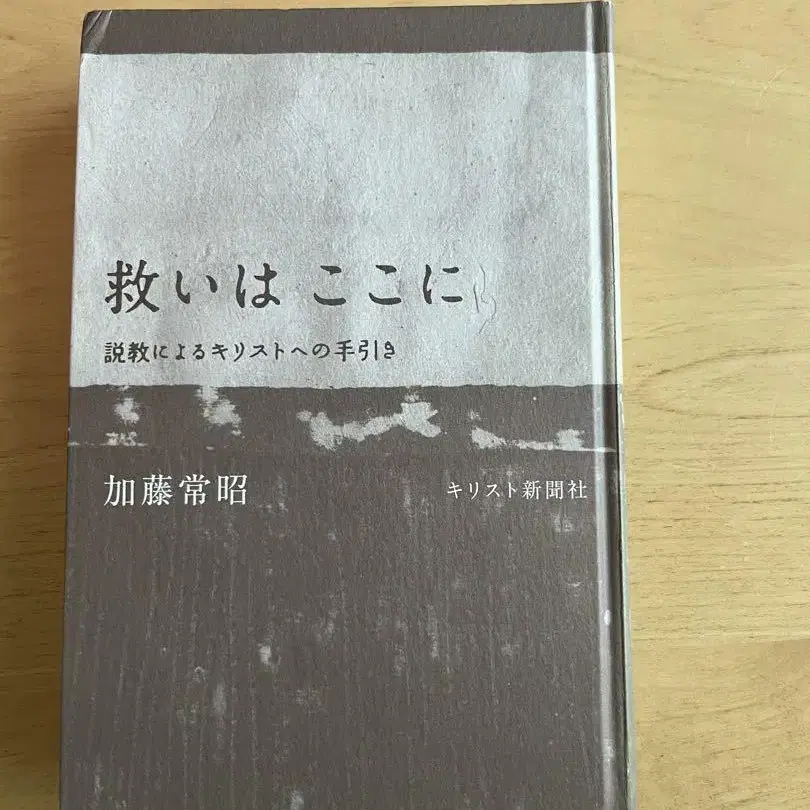 救いは ここに
説教によるキリストへの手引き
加藤常昭
キリスト新聞社